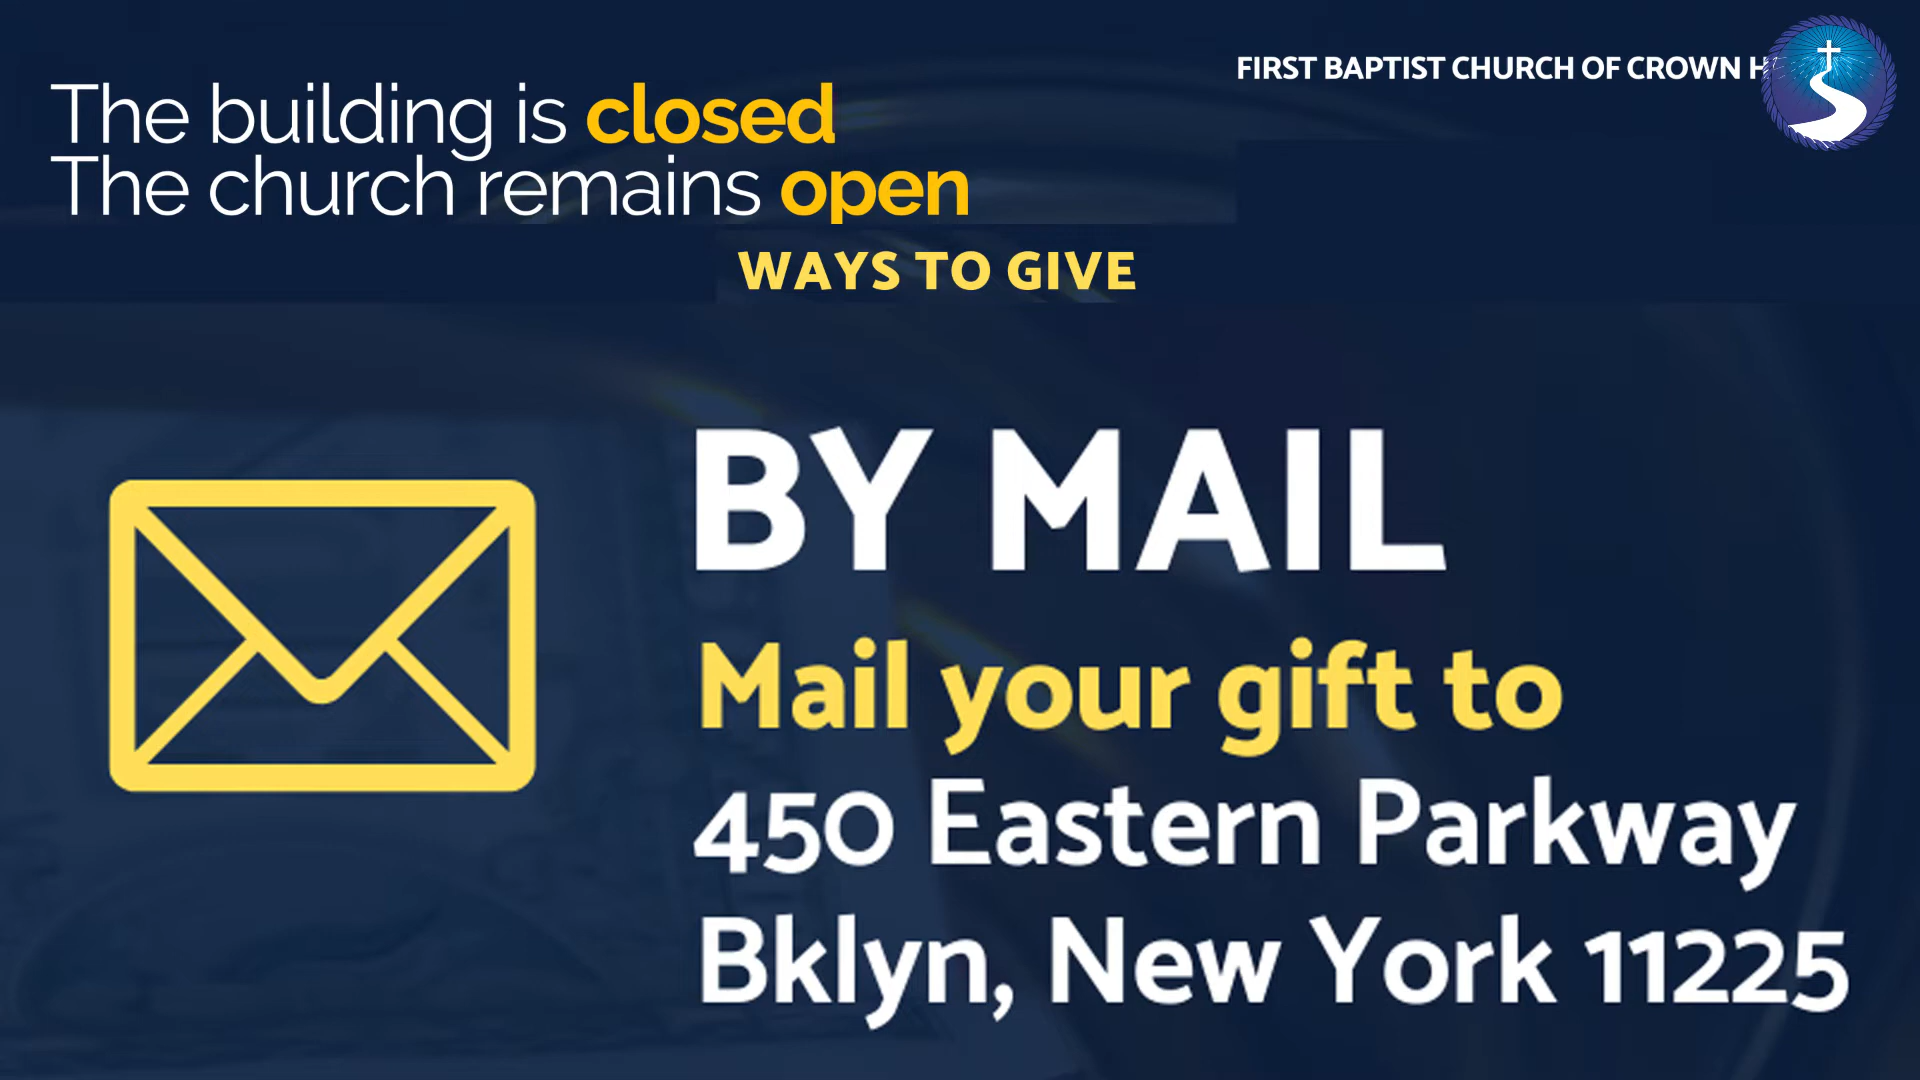 FIRST BAPTIST CHURCH OF CROWN
The building is closed
The church remains open
WAYS TO GIVE
BY MAIL
Mail your gift to
450 Eastern Parkway
Bklyn, New York 11225